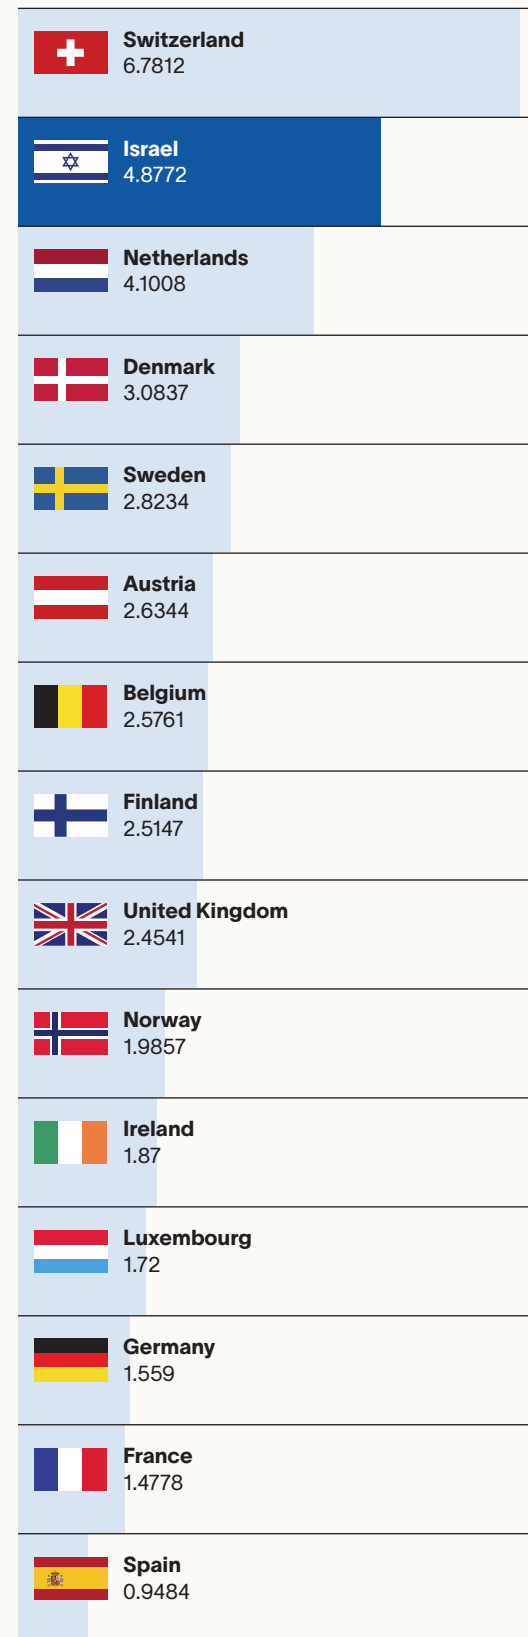 Switzerland
6.7812
Israel
4.8772
Netherlands
4.1008
Denmark
3.0837
Sweden
2.8234
Austria
2.6344
Belgium
2.5761
Finland
2.5147
United Kingdom
2.4541
Norway
1.9857
Ireland
1.87
Luxembourg
1.72
Germany
1.559
France
1.4778
Spain
0.9484